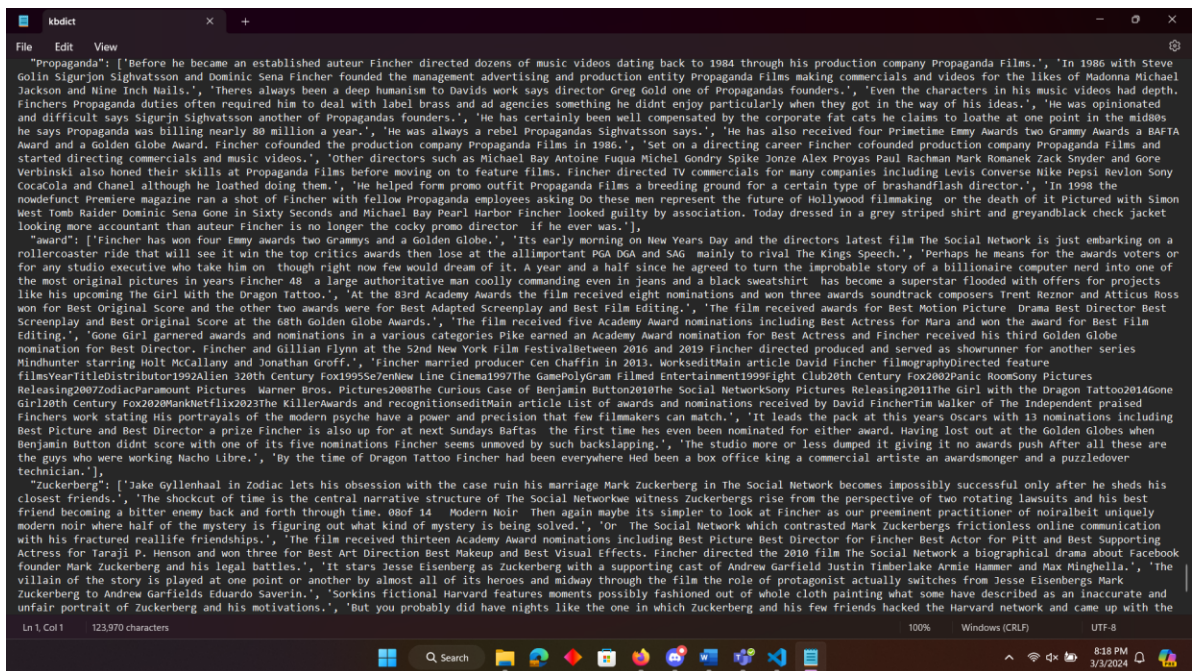 kbdict
File Edit View
"Propaganda": ['Before he became an established auteur Fincher directed dozens of music videos dating back to 1984 through his production company Propaganda Films.', 'In 1986 with Steve
Golin Sigurjon Sighvatsson and Dominic Sena Fincher founded the management advertising and production entity Propaganda Films making commercials and videos for the likes of Madonna Michael
Jackson and Nine Inch Nails.', 'Theres always been a deep humanism to Davids work says director Greg Gold one of Propagandas founders.', 'Even the characters in his music videos had depth.
Finchers Propaganda duties often required him to deal with label brass and ad agencies something he didnt enjoy particularly when they got in the way of his ideas.', 'He was opinionated
and difficult says Sigurjn Sighvatsson another of Propagandas founders.', 'He has certainly been well compensated by the corporate fat cats he claims to loathe at one point in the mid80s
he says Propaganda was billing nearly 80 million a year.', 'He was always a rebel Propagandas Sighvatsson says.', 'He has also received four Primetime Emmy Awards two Grammy Awards a BAFTA
Award and a Golden Globe Award. Fincher cofounded the production company Propaganda Films in 1986.', 'Set on a directing career Fincher cofounded production company Propaganda Films and
started directing commercials and music videos.', 'Other directors such as Michael Bay Antoine Fuqua Michel Gondry Spike Jonze Alex Proyas Paul Rachman Mark Romanek Zack Snyder and Gore
Verbinski also honed their skills at Propaganda Films before moving on to feature films. Fincher directed TV commercials for many companies including Levis Converse Nike Pepsi Revlon Sony
CocaCola and Chanel although he loathed doing them.', 'He helped form promo outfit Propaganda Films a breeding ground for a certain type of brashandflash director.', 'In 1998 the
nowdefunct Premiere magazine ran a shot of Fincher with fellow Propaganda employees asking Do these men represent the future of Hollywood filmmaking  or the death of it Pictured with Simon
West Tomb Raider Dominic Sena Gone in Sixty Seconds and Michael Bay Pearl Harbor Fincher looked guilty by association. Today dressed in a grey striped shirt and greyandblack check jacket
looking more accountant than auteur Fincher is no longer the cocky promo director  if he ever was.'],
"award": ['Fincher has won four Emmy awards two Grammys and a Golden Globe.', 'Its early morning on New Years Day and the directors latest film The Social Network is just embarking on a
rollercoaster ride that will see it win the top critics awards then lose at the allimportant PGA DGA and SAG  mainly to rival The Kings Speech.', 'Perhaps he means for the awards voters or
for any studio executive who take him on  though right now few would dream of it. A year and a half since he agreed to turn the improbable story of a billionaire computer nerd into one of
the most original pictures in years Fincher 48  a large authoritative man coolly commanding even in jeans and a black sweatshirt  has become a superstar flooded with offers for projects
like his upcoming The Girl With the Dragon Tattoo.', 'At the 83rd Academy Awards the film received eight nominations and won three awards soundtrack composers Trent Reznor and Atticus Ross
won for Best Original Score and the other two awards were for Best Adapted Screenplay and Best Film Editing.', 'The film received awards for Best Motion Picture  Drama Best Director Best
Screenplay and Best Original Score at the 68th Golden Globe Awards.', 'The film received five Academy Award nominations including Best Actress for Mara and won the award for Best Film
Editing.', 'Gone Girl garnered awards and nominations in a various categories Pike earned an Academy Award nomination for Best Actress and Fincher received his third Golden Globe
nomination for Best Director. Fincher and Gillian Flynn at the 52nd New York Film FestivalBetween 2016 and 2019 Fincher directed produced and served as showrunner for another series
Mindhunter starring Holt McCallany and Jonathan Groff.', 'Fincher married producer Cen Chaffin in 2013. WorkseditMain article David Fincher filmographyDirected feature
filmsYearTitleDistributor1992Alien 320th Century Fox1995Se7enNew Line Cinema1997The GamePolyGram Filmed Entertainment1999Fight Club20th Century Fox2002Panic RoomSony Pictures
Releasing2007ZodiacParamount Pictures  Warner Bros. Pictures2008The Curious Case of Benjamin Button2010The Social NetworkSony Pictures Releasing2011The Girl with the Dragon Tattoo2014Gone
Girl20th Century Fox2020MankNetflix2023The KillerAwards and recognitionseditMain article List of awards and nominations received by David FincherTim Walker of The Independent praised
Finchers work stating His portrayals of the modern psyche have a power and precision that few filmmakers can match.', 'It leads the pack at this years Oscars with 13 nominations including
Best Picture and Best Director a prize Fincher is also up for at next Sundays Baftas  the first time hes even been nominated for either award. Having lost out at the Golden Globes when
Benjamin Button didnt score with one of its five nominations Fincher seems unmoved by such backslapping.', 'The studio more or less dumped it giving it no awards push After all these are
the guys who were working Nacho Libre.', 'By the time of Dragon Tattoo Fincher had been everywhere Hed been a box office king a commercial artiste an awardsmonger and a puzzledover
technician.'],
"Zuckerberg": ['Jake Gyllenhaal in Zodiac lets his obsession with the case ruin his marriage Mark Zuckerberg in The Social Network becomes impossibly successful only after he sheds his
closest friends.', 'The shockcut of time is the central narrative structure of The Social Networkwe witness Zuckerbergs rise from the perspective of two rotating lawsuits and his best
friend becoming a bitter enemy back and forth through time. 08of 14   Modern Noir  Then again maybe its simpler to look at Fincher as our preeminent practitioner of noiralbeit uniquely
modern noir where half of the mystery is figuring out what kind of mystery is being solved.', 'Or  The Social Network which contrasted Mark Zuckerbergs frictionless online communication
with his fractured reallife friendships.', 'The film received thirteen Academy Award nominations including Best Picture Best Director for Fincher Best Actor for Pitt and Best Supporting
Actress for Taraji P. Henson and won three for Best Art Direction Best Makeup and Best Visual Effects. Fincher directed the 2010 film The Social Network a biographical drama about Facebook
founder Mark Zuckerberg and his legal battles.', 'It stars Jesse Eisenberg as Zuckerberg with a supporting cast of Andrew Garfield Justin Timberlake Armie Hammer and Max Minghella.', 'The
villain of the story is played at one point or another by almost all of its heroes and midway through the film the role of protagonist actually switches from Jesse Eisenbergs Mark
Zuckerberg to Andrew Garfields Eduardo Saverin.', 'Sorkins fictional Harvard features moments possibly fashioned out of whole cloth painting what some have described as an inaccurate and
unfair portrait of Zuckerberg and his motivations.', 'But you probably did have nights like the one in which Zuckerberg and his few friends hacked the Harvard network and came up with the
Ln 1, Col 1 123,970 characters 100% Windows (CRLF) UTF-8
Search 8:18 PM
3/3/2024